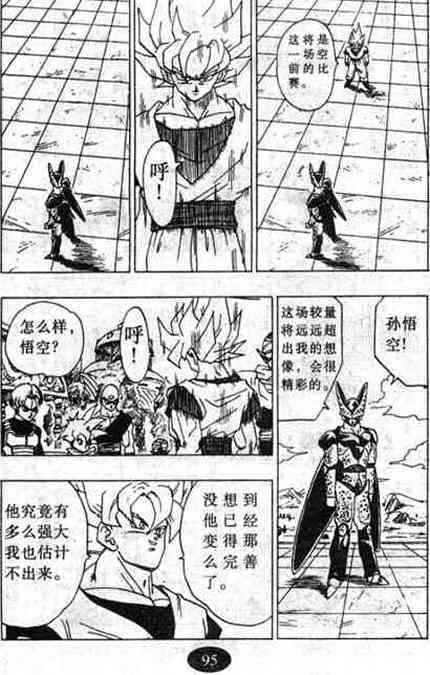 这将是
一场空
前的比
赛。
呼！
孙悟
空！
这场较量
将远远超
出我的想
像，会很
精彩的。
呼！
怎么样，
悟空？
没想到
他已经
变得那
么完善
了。
他究竟有
多么强大
我也估计
不出来。
95